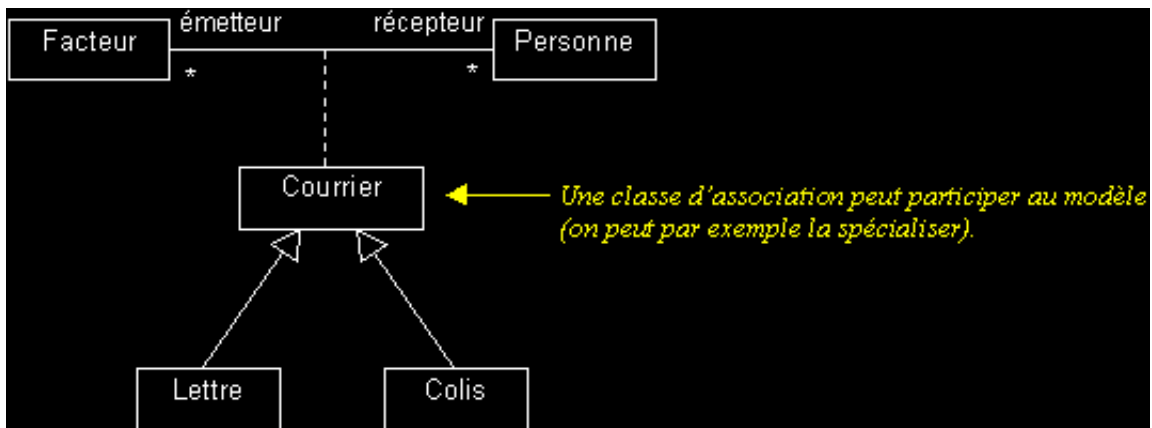 émetteur récepteur
Facteur Personne
* *
Courrier
Une classe d'association peut participer au modèle
(on peut par exemple la spécialiser).
Lettre Colis